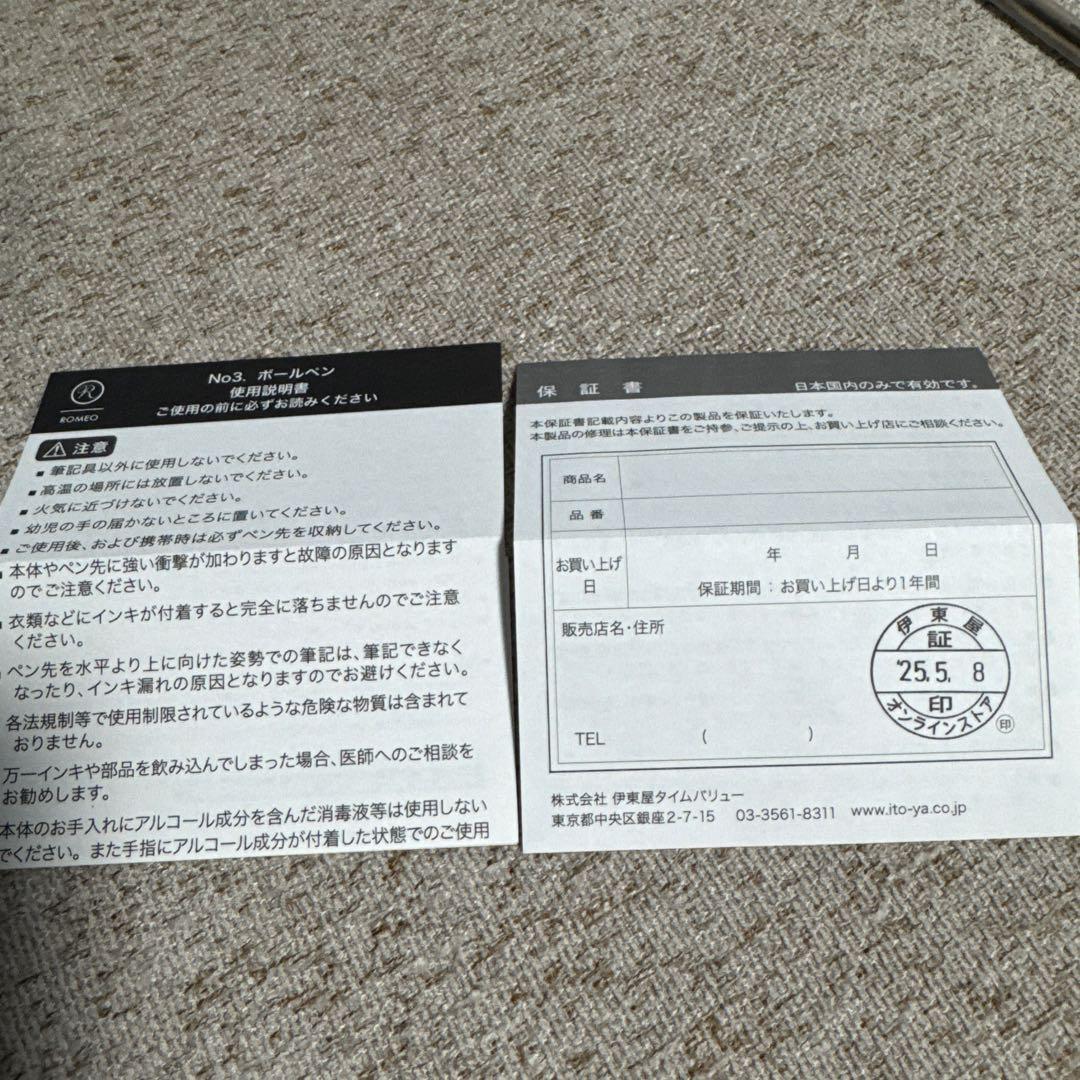 R
ROMEO
No3. ボールペン
使用説明書
ご使用の前に必ずお読みください
注意
■ 筆記具以外に使用しないでください。
■ 高温の場所には放置しないでください。
■ 火気に近づけないでください。
■ 幼児の手の届かないところに置いてください。
■ ご使用後、および携帯時は必ずペン先を収納してください。
本体やペン先に強い衝撃が加わりますと故障の原因となります
のでご注意ください。
衣類などにインキが付着すると完全に落ちませんのでご注意
ください。
ペン先を水平より上に向けた姿勢での筆記は、筆記できなく
なったり、インキ漏れの原因となりますのでお避けください。
各法規制等で使用制限されているような危険な物質は含まれて
おりません。
万一インキや部品を飲み込んでしまった場合、医師へのご相談を
お勧めします。
本体のお手入れにアルコール成分を含んだ消毒液等は使用しない
でください。また手指にアルコール成分が付着した状態でのご使用
保証書
日本国内のみで有効です。
本保証書記載内容よりこの製品を保証いたします。
本製品の修理は本保証書をご持参、ご提示の上、お買い上げ店にご相談ください。
商品名
品番
お買い上げ
日
年 月 日
保証期間：お買い上げ日より1年間
販売店名・住所
伊東屋
証
'25.5.8
印
オンラインストア
印
TEL ( )
株式会社 伊東屋タイムバリュー
東京都中央区銀座2-7-15 03-3561-8311 www.ito-ya.co.jp